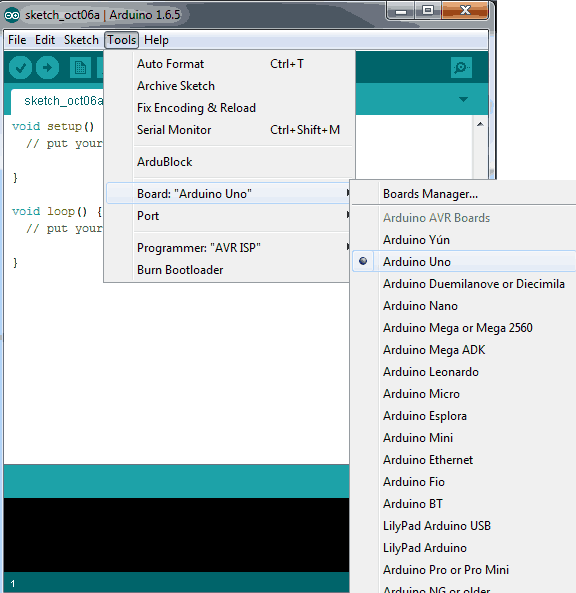 sketch_oct06a | Arduino 1.6.5
File Edit Sketch Tools Help
Auto Format Ctrl+T
Archive Sketch
Fix Encoding & Reload
Serial Monitor Ctrl+Shift+M
ArduBlock
Board: "Arduino Uno"
Port
Programmer: "AVR ISP"
Burn Bootloader
sketch_oct06a
void setup()
// put your
}
void loop() {
// put your
}
Boards Manager...
Arduino AVR Boards
Arduino Yún
Arduino Uno
Arduino Duemilanove or Diecimila
Arduino Nano
Arduino Mega or Mega 2560
Arduino Mega ADK
Arduino Leonardo
Arduino Micro
Arduino Esplora
Arduino Mini
Arduino Ethernet
Arduino Fio
Arduino BT
LilyPad Arduino USB
LilyPad Arduino
Arduino Pro or Pro Mini
Arduino NG or older
1